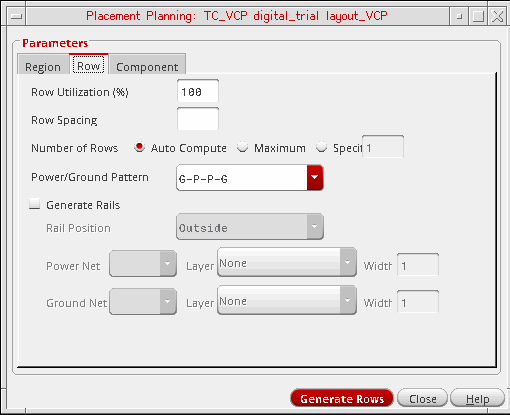 Placement Planning: TC_VCP digital_trial layout_VCP
Parameters
Region Row Component
Row Utilization (%) 100
Row Spacing
Number of Rows Auto Compute Maximum Specif 1
Power/Ground Pattern G-P-P-G
Generate Rails
Rail Position Outside
Power Net Layer None Width 1
Ground Net Layer None Width 1
Generate Rows Close Help